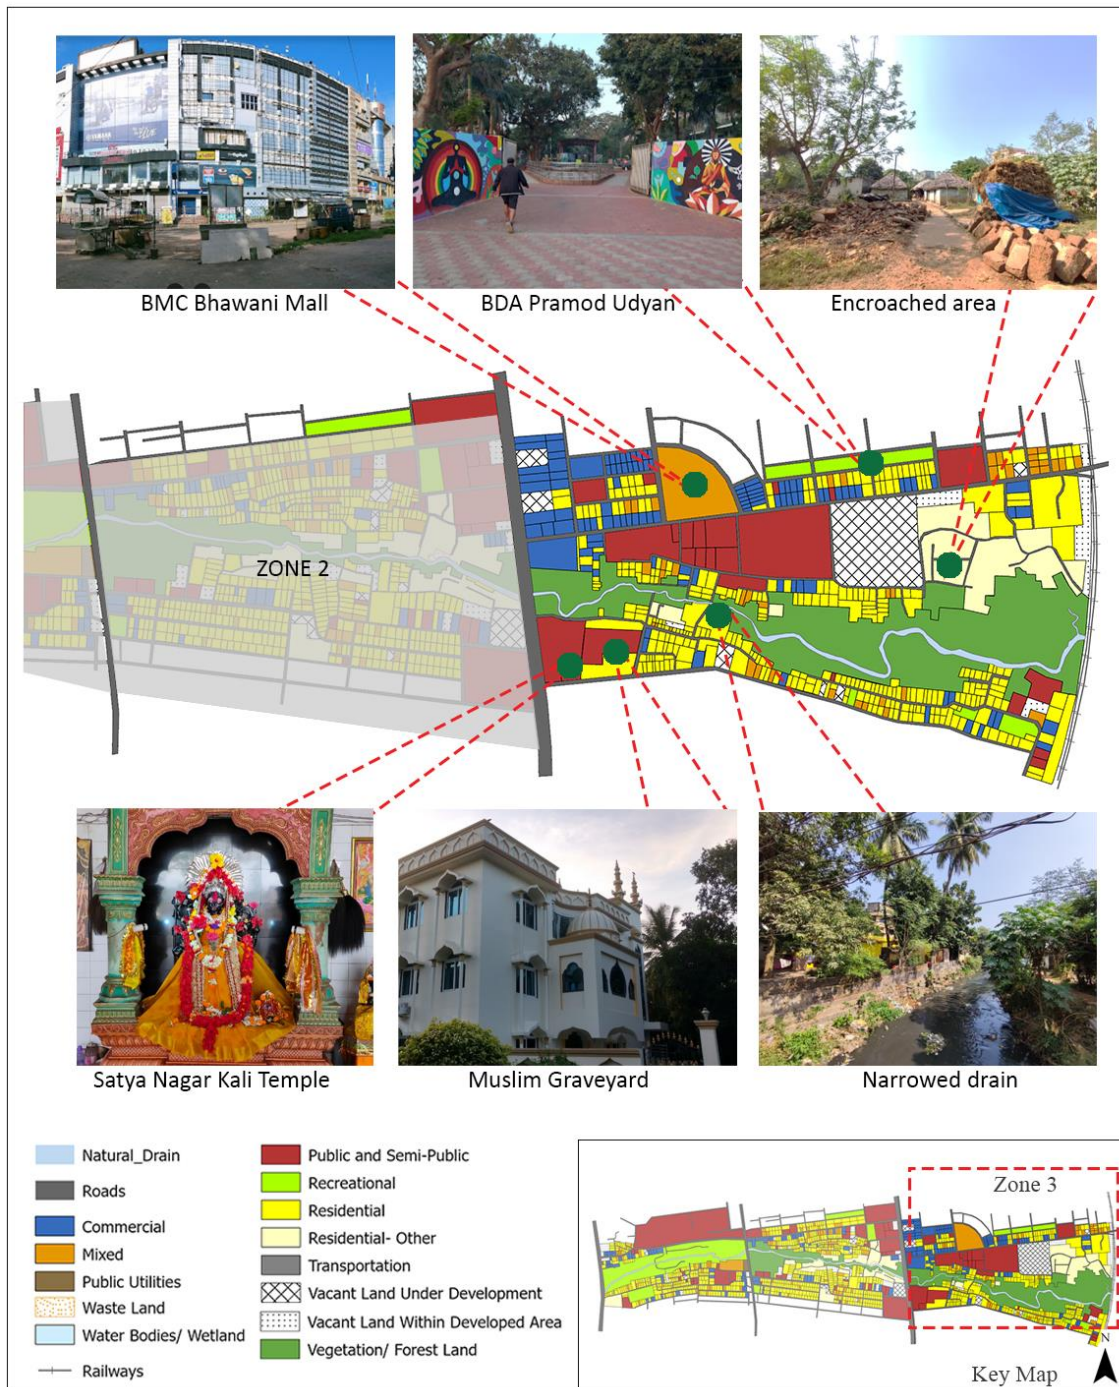 BMC Bhawani Mall
BDA Pramod Udyan
Encroached area
ZONE 2
Satya Nagar Kali Temple
Muslim Graveyard
Narrowed drain
Natural_Drain
Roads
Commercial
Mixed
Public Utilities
Waste Land
Water Bodies/ Wetland
Railways
Public and Semi-Public
Recreational
Residential
Residential- Other
Transportation
Vacant Land Under Development
Vacant Land Within Developed Area
Vegetation/ Forest Land
Zone 3
N
Key Map